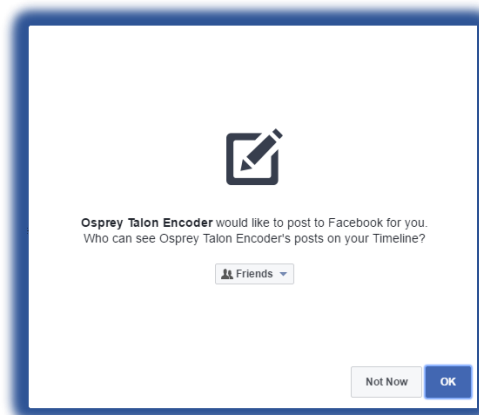 Osprey Talon Encoder would like to post to Facebook for you.
Who can see Osprey Talon Encoder's posts on your Timeline?
Friends
Not Now OK